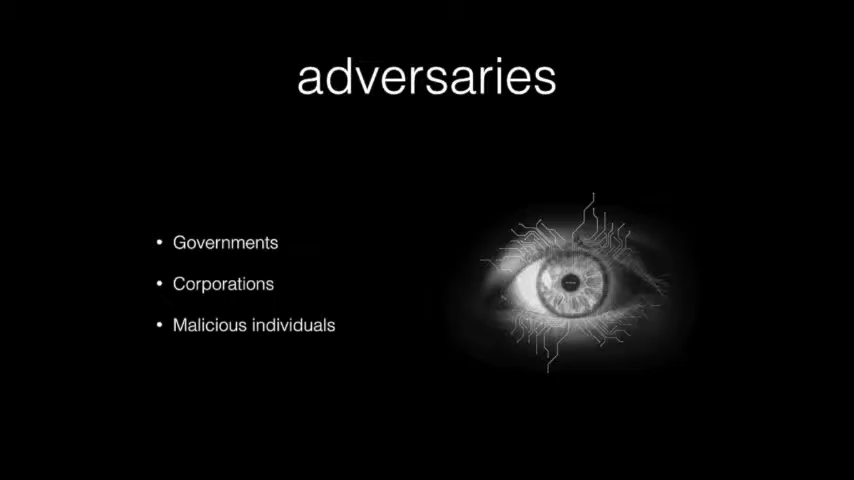 adversaries
• Governments
• Corporations
• Malicious individuals